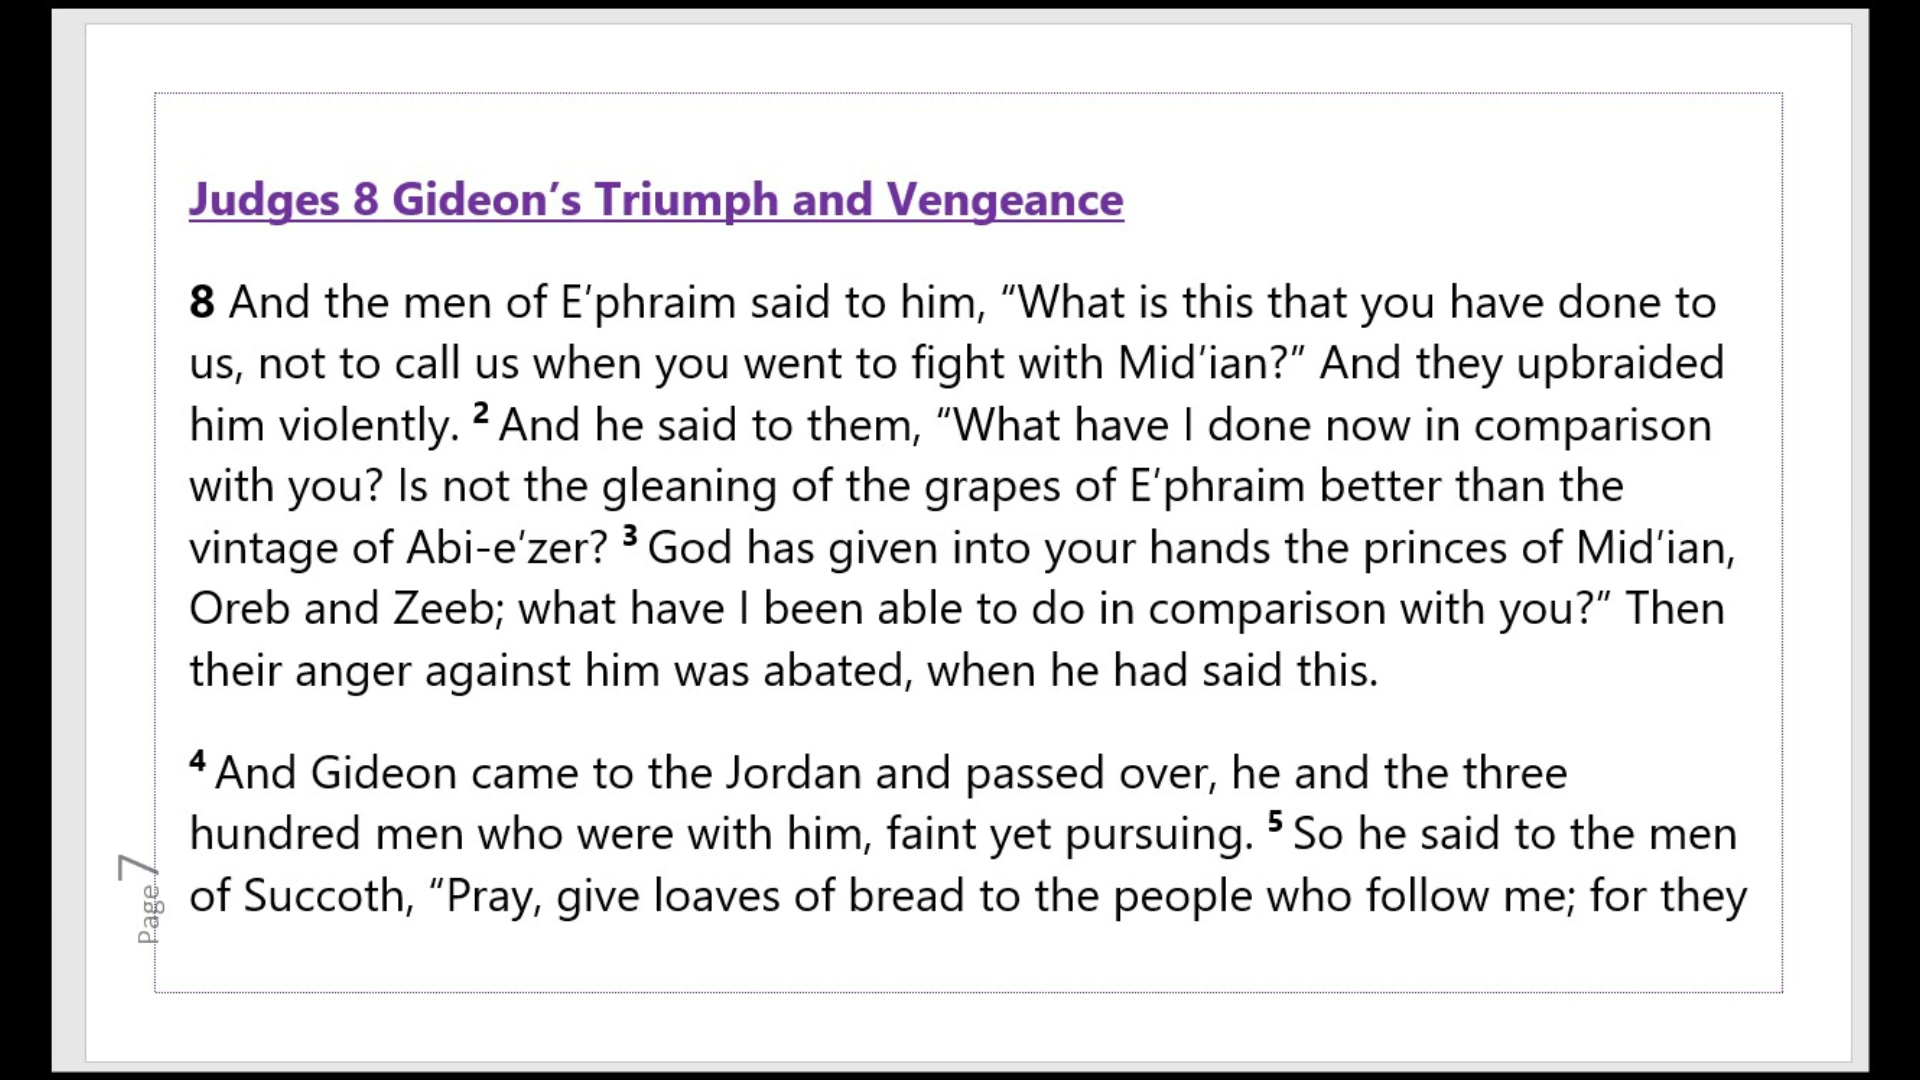 Judges 8 Gideon’s Triumph and Vengeance
8 And the men of E′phraim said to him, “What is this that you have done to
us, not to call us when you went to fight with Mid′ian?” And they upbraided
him violently. 2 And he said to them, “What have I done now in comparison
with you? Is not the gleaning of the grapes of E′phraim better than the
vintage of Abi-e′zer? 3 God has given into your hands the princes of Mid′ian,
Oreb and Zeeb; what have I been able to do in comparison with you?” Then
their anger against him was abated, when he had said this.
4 And Gideon came to the Jordan and passed over, he and the three
hundred men who were with him, faint yet pursuing. 5 So he said to the men
of Succoth, “Pray, give loaves of bread to the people who follow me; for they
Page 7